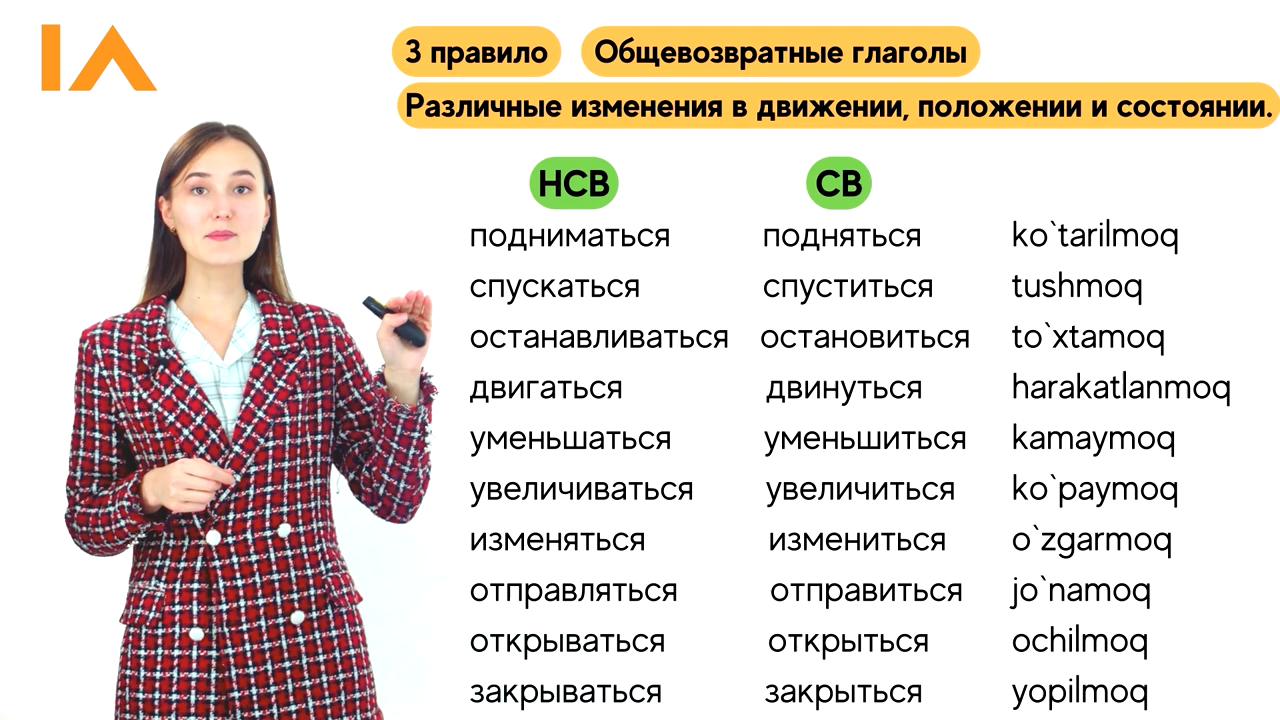 IA
3 правило Общевозвратные глаголы
Различные изменения в движении, положении и состоянии.
НСВ СВ
подниматься подняться ko`tarilmoq
спускаться спуститься tushmoq
останавливаться остановиться to`xtamoq
двигаться двинуться harakatlanmoq
уменьшаться уменьшиться kamaymoq
увеличиваться увеличиться ko`paymoq
изменяться измениться o`zgarmoq
отправляться отправиться jo`namoq
открываться открыться ochilmoq
закрываться закрыться yopilmoq